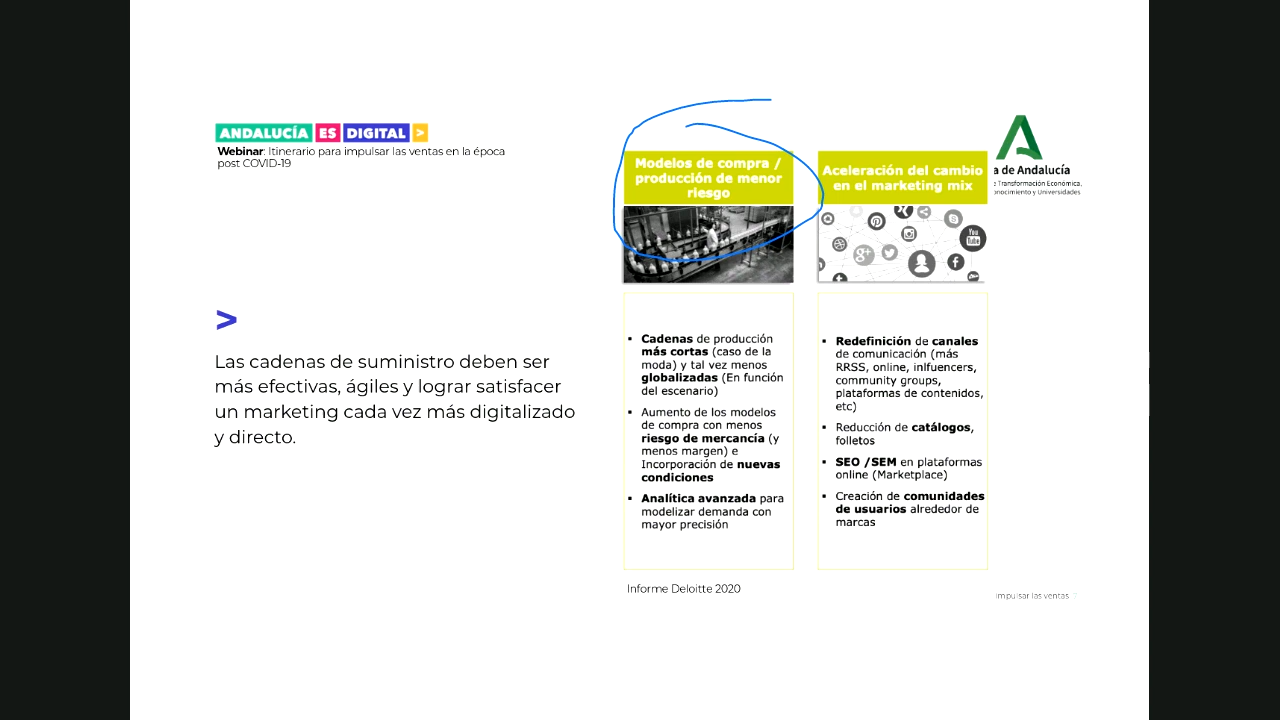 ANDALUCÍA ES DIGITAL >
Webinar: Itinerario para impulsar las ventas en la época
post COVID-19
>
Las cadenas de suministro deben ser
más efectivas, ágiles y lograr satisfacer
un marketing cada vez más digitalizado
y directo.
Modelos de compra /
producción de menor
riesgo
▪ Cadenas de producción
más cortas (caso de la
moda) y tal vez menos
globalizadas (En función
del escenario)
▪ Aumento de los modelos
de compra con menos
riesgo de mercancía (y
menos margen) e
Incorporación de nuevas
condiciones
▪ Analítica avanzada para
modelizar demanda con
mayor precisión
Aceleración del cambio
en el marketing mix
You
Tube
▪ Redefinición de canales
de comunicación (más
RRSS, online, inlfuencers,
community groups,
plataformas de contenidos,
etc)
▪ Reducción de catálogos,
folletos
▪ SEO /SEM en plataformas
online (Marketplace)
▪ Creación de comunidades
de usuarios alrededor de
marcas
Informe Deloitte 2020
a de Andalucía
e Transformación Económica,
onocimiento y Universidades
impulsar las ventas